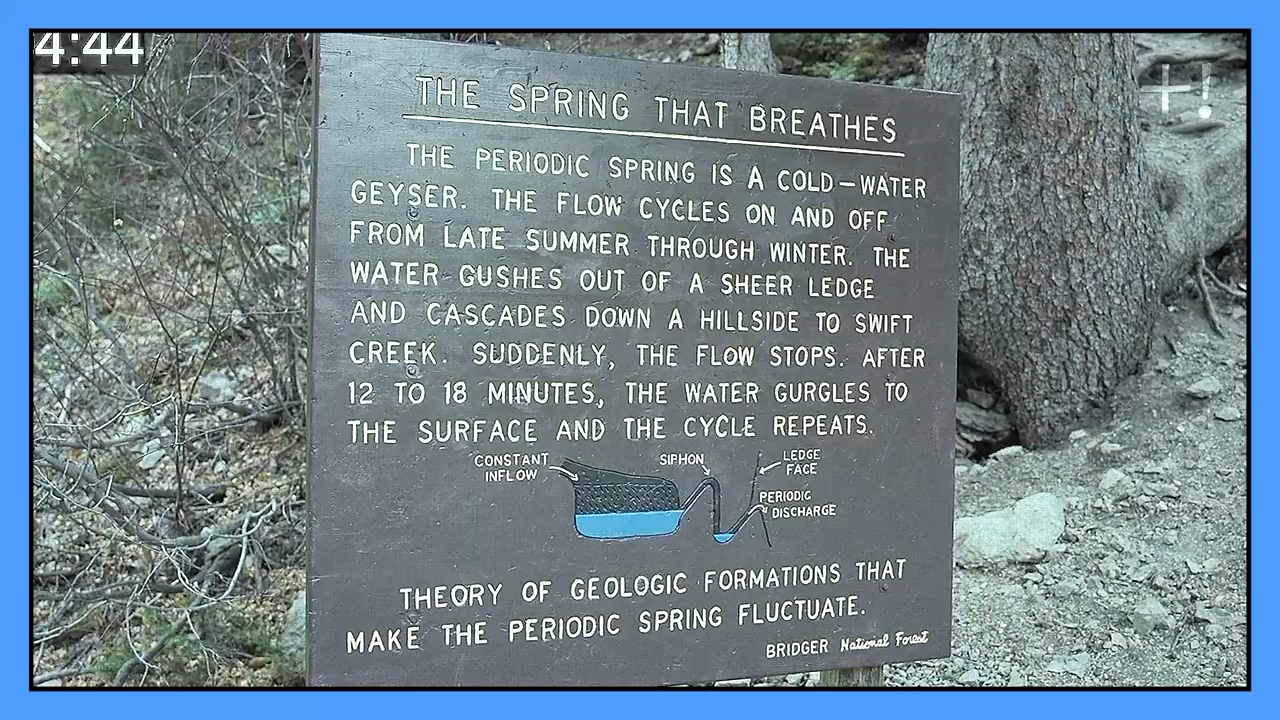 4:44
+!
THE SPRING THAT BREATHES
THE PERIODIC SPRING IS A COLD-WATER
GEYSER. THE FLOW CYCLES ON AND OFF
FROM LATE SUMMER THROUGH WINTER. THE
WATER GUSHES OUT OF A SHEER LEDGE
AND CASCADES DOWN A HILLSIDE TO SWIFT
CREEK. SUDDENLY, THE FLOW STOPS. AFTER
12 TO 18 MINUTES, THE WATER GURGLES TO
THE SURFACE AND THE CYCLE REPEATS.
CONSTANT
INFLOW
SIPHON
LEDGE
FACE
PERIODIC
DISCHARGE
THEORY OF GEOLOGIC FORMATIONS THAT
MAKE THE PERIODIC SPRING FLUCTUATE.
BRIDGER National Forest